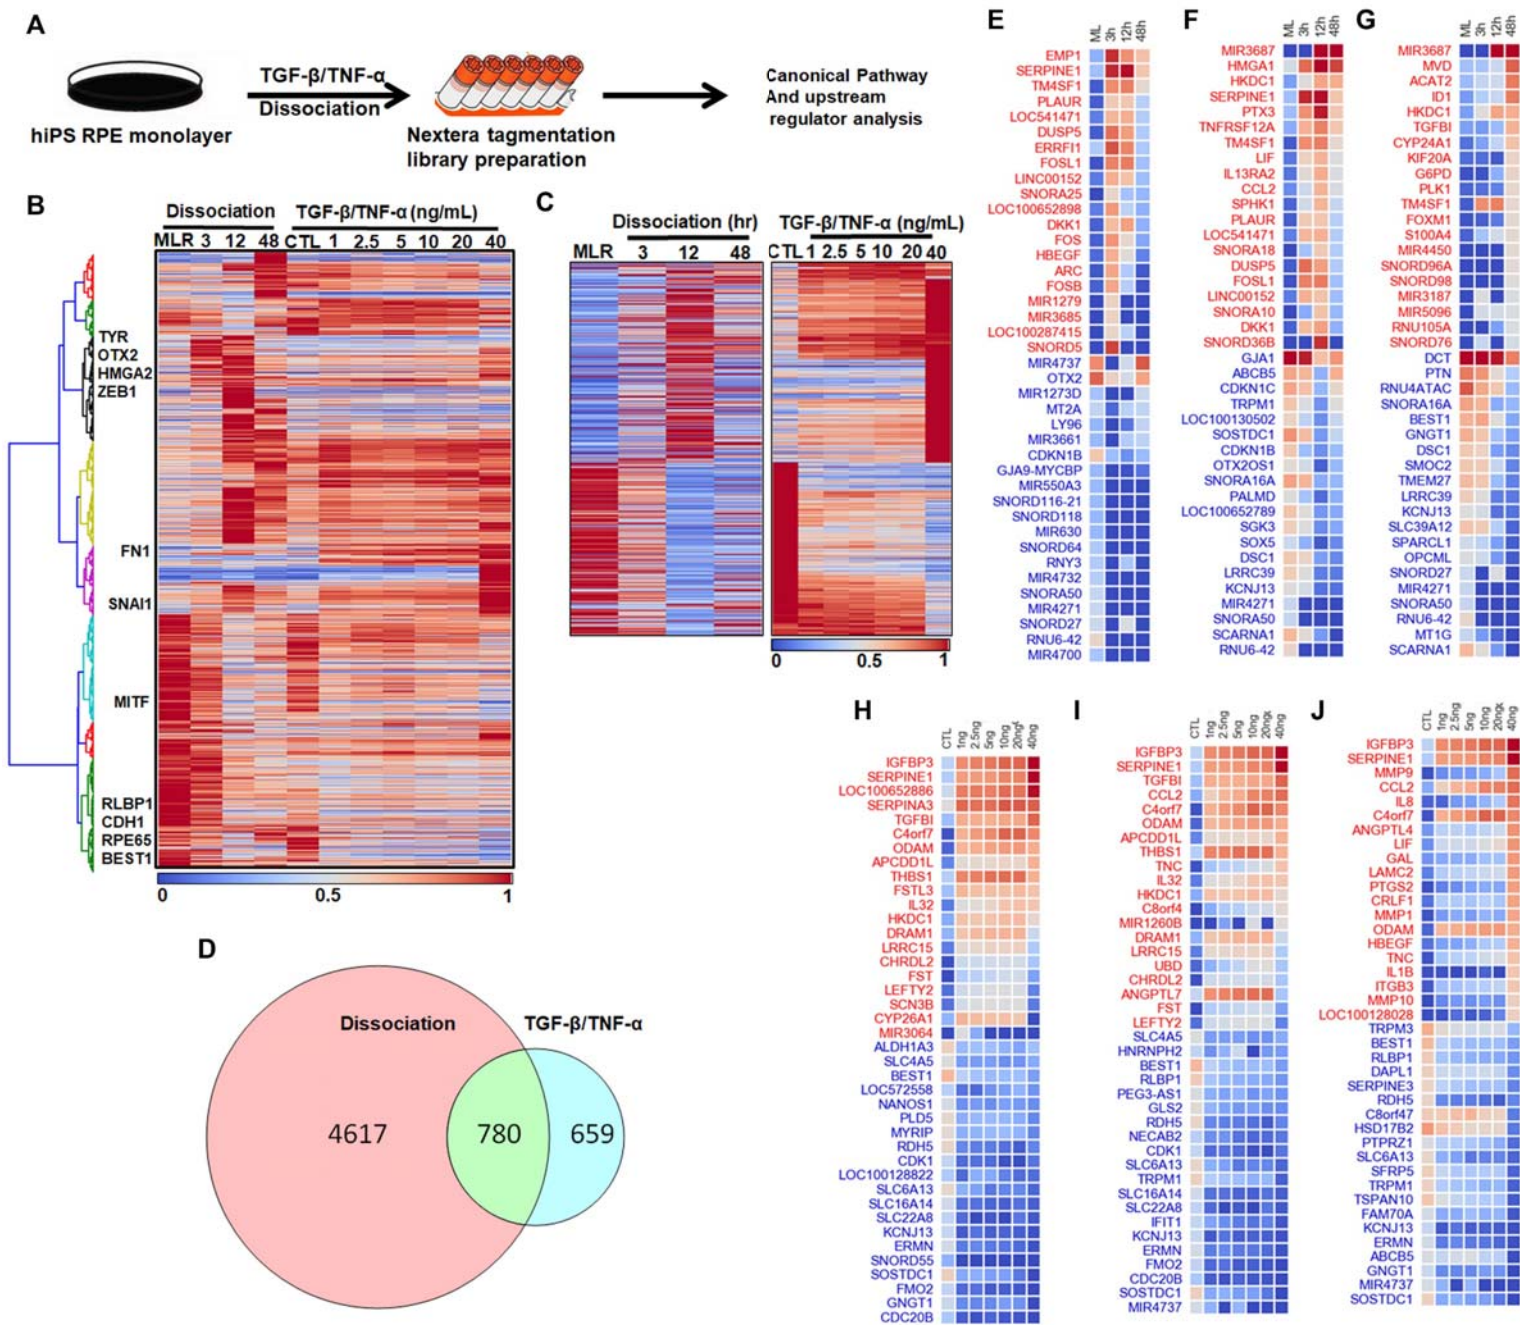 A
hiPS RPE monolayer
TGF-β/TNF-α
Dissociation
Nextera tagmentation
library preparation
Canonical Pathway
And upstream
regulator analysis
B
Dissociation
TGF-β/TNF-α (ng/mL)
MLR 3 12 48 CTL 1 2.5 5 10 20 40
TYR
OTX2
HMGA2
ZEB1
FN1
SNAI1
MITF
RLBP1
CDH1
RPE65
BEST1
0 0.5 1
C
Dissociation (hr)
TGF-β/TNF-α (ng/mL)
MLR 3 12 48 CTL 1 2.5 5 10 20 40
0 0.5 1
D
Dissociation
TGF-β/TNF-α
4617
780
659
E
ML 3h 12h 48h
EMP1
SERPINE1
TM4SF1
PLAUR
LOC541471
DUSP5
ERRFI1
FOSL1
LINC00152
SNORA25
LOC100652898
DKK1
FOS
HBEGF
ARC
FOSB
MIR1279
MIR3685
LOC100287415
SNORD5
MIR4737
OTX2
MIR1273D
MT2A
LY96
MIR3661
CDKN1B
GJA9-MYCBP
MIR550A3
SNORD116-21
SNORD118
MIR630
SNORD64
RNY3
MIR4732
SNORA50
MIR4271
SNORD27
RNU6-42
MIR4700
F
ML 3h 12h 48h
MIR3687
HMGA1
HKDC1
SERPINE1
PTX3
TNFRSF12A
TM4SF1
LIF
IL13RA2
CCL2
SPHK1
PLAUR
LOC541471
SNORA18
DUSP5
FOSL1
LINC00152
SNORA10
DKK1
SNORD36B
GJA1
ABCB5
CDKN1C
TRPM1
LOC100130502
SOSTDC1
CDKN1B
OTX2OS1
SNORA16A
PALMD
LOC100652789
SGK3
SOX5
DSC1
LRRC39
KCNJ13
MIR4271
SNORA50
SCARNA1
RNU6-42
G
ML 3h 12h 48h
MIR3687
MVD
ACAT2
ID1
HKDC1
TGFBI
CYP24A1
KIF20A
G6PD
PLK1
TM4SF1
FOXM1
S100A4
MIR4450
SNORD96A
SNORD98
MIR3187
MIR5096
RNU105A
SNORD76
DCT
PTN
RNU4ATAC
SNORA16A
BEST1
GNGT1
DSC1
SMOC2
TMEM27
LRRC39
KCNJ13
SLC39A12
SPARCL1
OPCML
SNORD27
MIR4271
SNORA50
RNU6-42
MT1G
SCARNA1
H
CTL 1ng 2.5ng 5ng 10ng 20ng 40ng
IGFBP3
SERPINE1
LOC100652886
SERPINA3
TGFBI
C4orf7
ODAM
APCDD1L
THBS1
FSTL3
IL32
HKDC1
DRAM1
LRRC15
CHRDL2
FST
LEFTY2
SCN3B
CYP26A1
MIR3064
ALDH1A3
SLC4A5
BEST1
LOC572558
NANOS1
PLD5
MYRIP
RDH5
CDK1
LOC100128822
SLC6A13
SLC16A14
SLC22A8
KCNJ13
ERMN
SNORD55
SOSTDC1
FMO2
GNGT1
CDC20B
I
CTL 1ng 2.5ng 5ng 10ng 20ngx 40ng
IGFBP3
SERPINE1
TGFBI
CCL2
C4orf7
ODAM
APCDD1L
THBS1
TNC
IL32
HKDC1
C8orf4
MIR1260B
DRAM1
LRRC15
UBD
CHRDL2
ANGPTL7
FST
LEFTY2
SLC4A5
HNRNPH2
BEST1
RLBP1
PEG3-AS1
GLS2
RDH5
NECAB2
CDK1
SLC6A13
TRPM1
SLC16A14
SLC22A8
IFIT1
KCNJ13
ERMN
FMO2
CDC20B
SOSTDC1
MIR4737
J
CTL 1ng 2.5ng 5ng 10ng 20ngx 40ng
IGFBP3
SERPINE1
MMP9
CCL2
IL8
C4orf7
ANGPTL4
LIF
GAL
LAMC2
PTGS2
CRLF1
MMP1
ODAM
HBEGF
TNC
IL1B
ITGB3
MMP10
LOC100128028
TRPM3
BEST1
RLBP1
DAPL1
SERPINE3
RDH5
C8orf47
HSD17B2
PTPRZ1
SLC6A13
SFRP5
TRPM1
TSPAN10
FAM70A
KCNJ13
ERMN
ABCB5
GNGT1
MIR4737
SOSTDC1